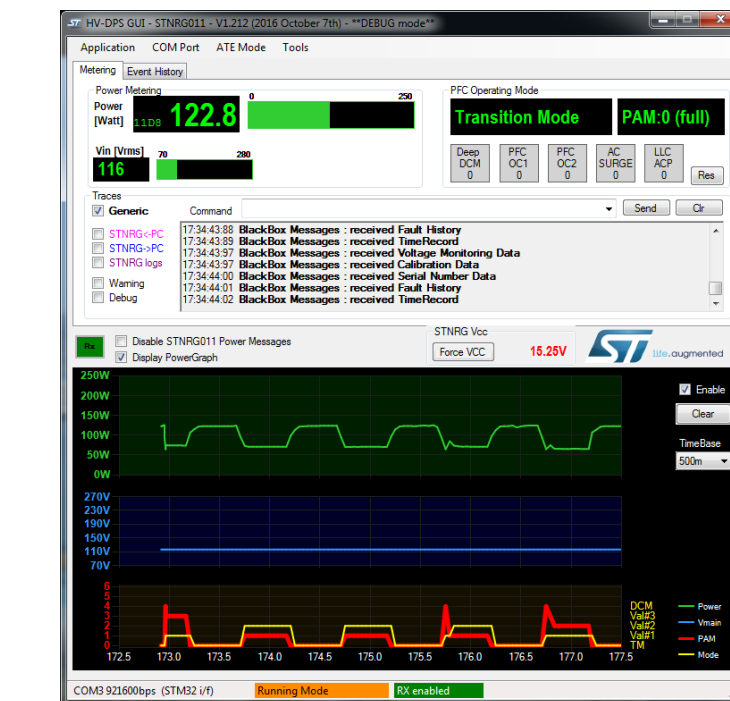 HV-DPS GUI - STNRG011 - V1.212 (2016 October 7th) - **DEBUG mode**
Application COM Port ATE Mode Tools
Metering Event History
Power Metering
Power
[Watt] 11D8 122.8
0 250
Vin [Vrms] 70 280
116
PFC Operating Mode
Transition Mode PAM:0 (full)
Deep DCM 0
PFC OC1 0
PFC OC2 0
AC SURGE 0
LLC ACP 0
Res
Traces
Generic Command Send Clr
STNRG<-PC
STNRG->PC
STNRG logs
Warning
Debug
17:34:43:88 BlackBox Messages : received Fault History
17:34:43:89 BlackBox Messages : received TimeRecord
17:34:43:97 BlackBox Messages : received Voltage Monitoring Data
17:34:43:97 BlackBox Messages : received Calibration Data
17:34:44:00 BlackBox Messages : received Serial Number Data
17:34:44:01 BlackBox Messages : received Fault History
17:34:44:02 BlackBox Messages : received TimeRecord
Rx
Disable STNRG011 Power Messages
Display PowerGraph
STNRG Vcc
Force VCC 15.25V
ST life.augmented
250W
200W
150W
100W
50W
0W
Enable
Clear
TimeBase
500m
270V
230V
190V
150V
110V
70V
6
5
4
3
2
1
0
DCM
Val#3
Val#2
Val#1
TM
Power
Vmain
PAM
Mode
172.5 173.0 173.5 174.0 174.5 175.0 175.5 176.0 176.5 177.0 177.5
COM3 921600bps (STM32 i/f) Running Mode RX enabled